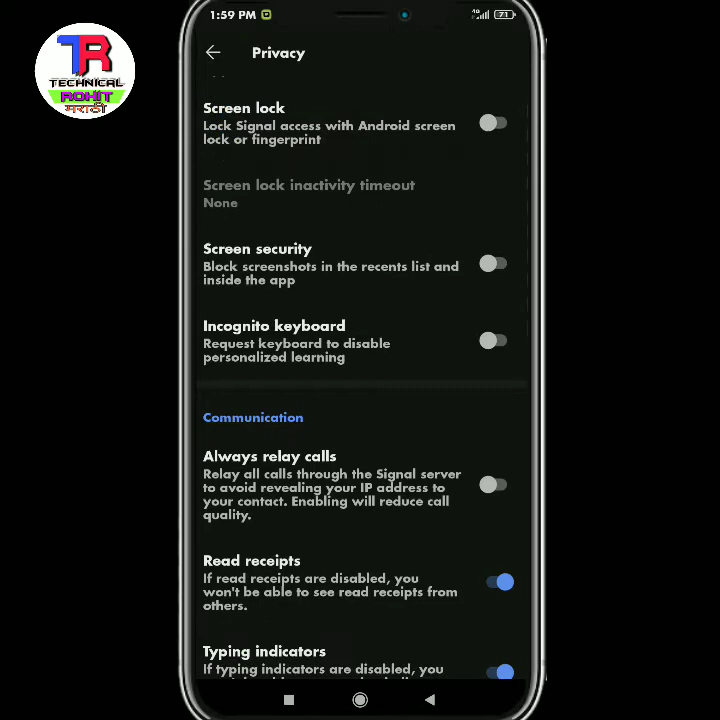 1:59 PM
4G
71
TR
TECHNICAL
ROHIT
मराठी
Privacy
Screen lock
Lock Signal access with Android screen
lock or fingerprint
Screen lock inactivity timeout
None
Screen security
Block screenshots in the recents list and
inside the app
Incognito keyboard
Request keyboard to disable
personalized learning
Communication
Always relay calls
Relay all calls through the Signal server
to avoid revealing your IP address to
your contact. Enabling will reduce call
quality.
Read receipts
If read receipts are disabled, you
won't be able to see read receipts from
others.
Typing indicators
If typing indicators are disabled, you